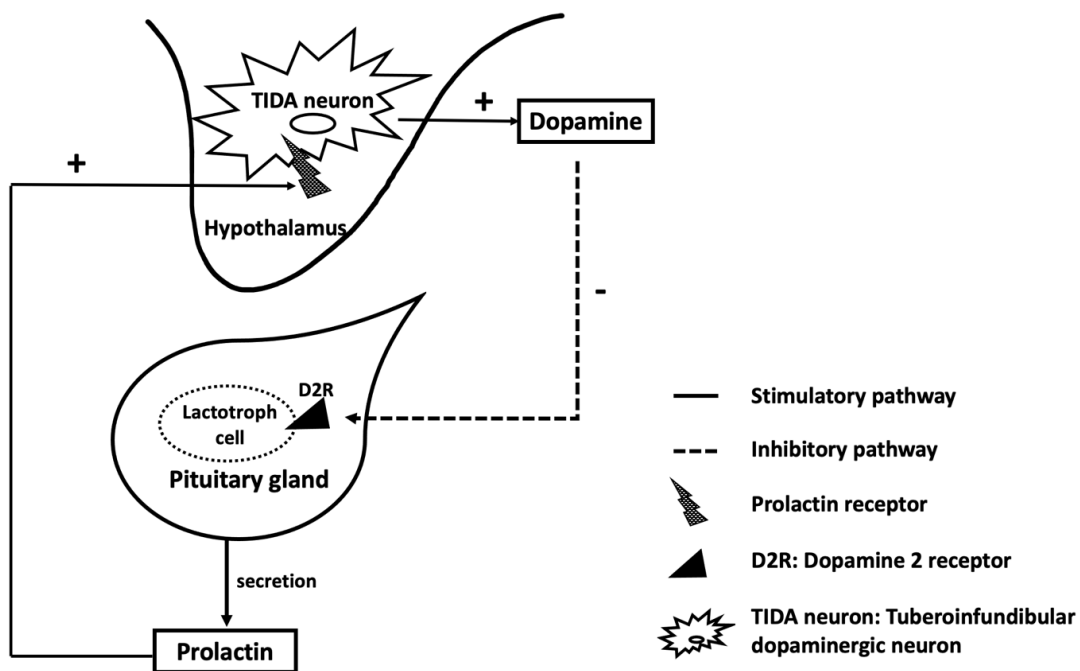 TIDA neuron
+
Dopamine
+
Hypothalamus
-
D2R
Lactotroph
cell
Pituitary gland
secretion
Prolactin
Stimulatory pathway
Inhibitory pathway
Prolactin receptor
D2R: Dopamine 2 receptor
TIDA neuron: Tuberoinfundibular
dopaminergic neuron